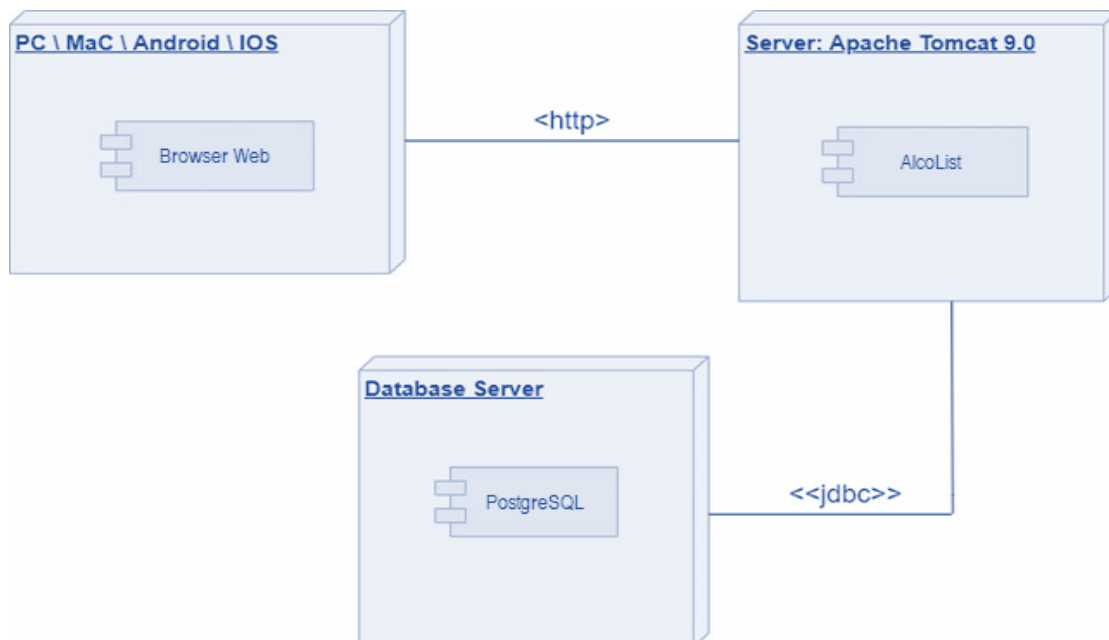 PC \ MaC \ Android \ IOS
Browser Web
<http>
Server: Apache Tomcat 9.0
AlcoList
Database Server
PostgreSQL
<<jdbc>>